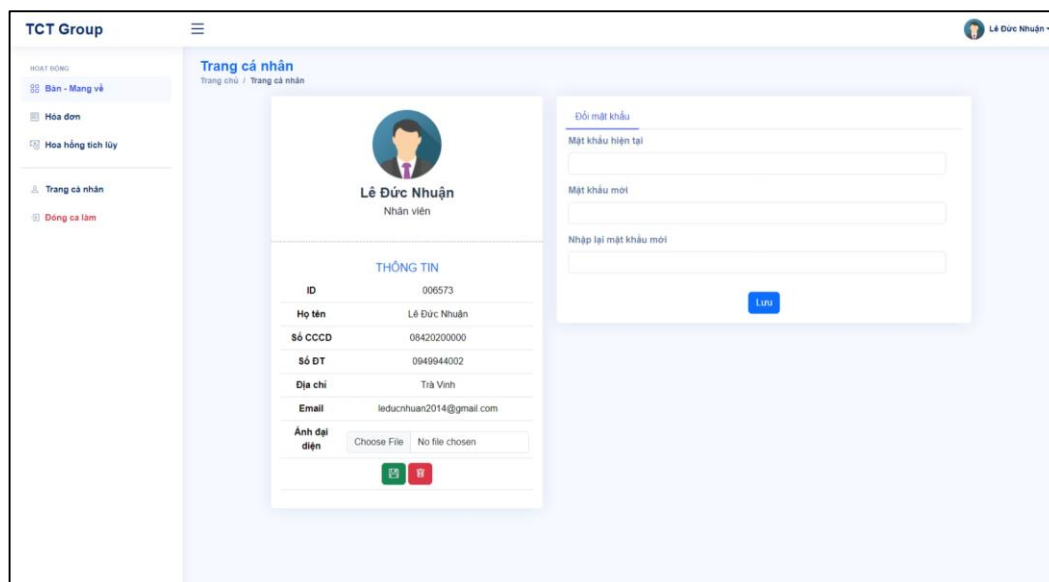 TCT Group
Lê Đức Nhuận
HOẠT ĐỘNG
Bàn - Mang về
Hóa đơn
Hoa hồng tích lũy
Trang cá nhân
Đóng ca làm
Trang cá nhân
Trang chủ / Trang cá nhân
Lê Đức Nhuận
Nhân viên
THÔNG TIN
ID 006573
Họ tên Lê Đức Nhuận
Số CCCD 08420200000
Số ĐT 0949944002
Địa chỉ Trà Vinh
Email leducnhuan2014@gmail.com
Ảnh đại diện Choose File No file chosen
Đổi mật khẩu
Mật khẩu hiện tại
Mật khẩu mới
Nhập lại mật khẩu mới
Lưu